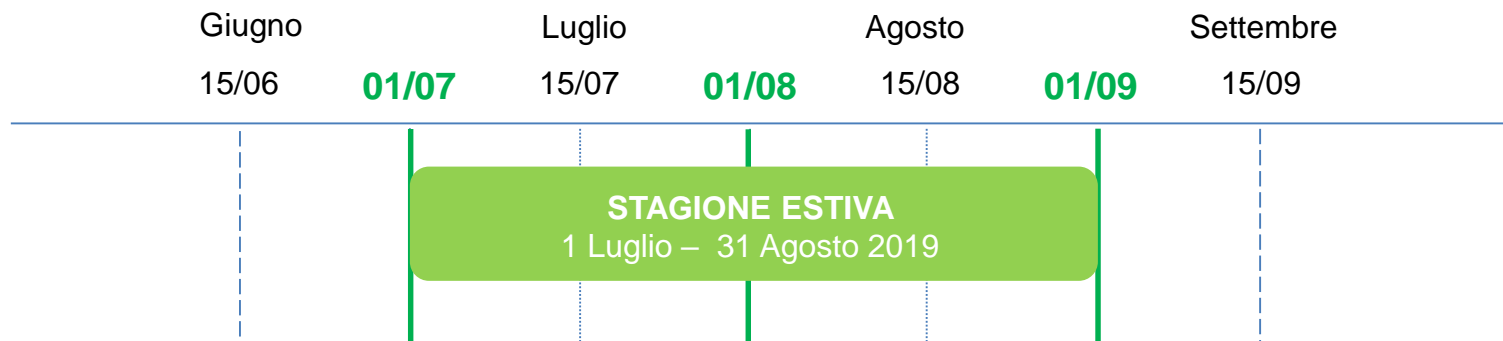 Giugno Luglio Agosto Settembre
15/06 01/07 15/07 01/08 15/08 01/09 15/09
STAGIONE ESTIVA
1 Luglio – 31 Agosto 2019